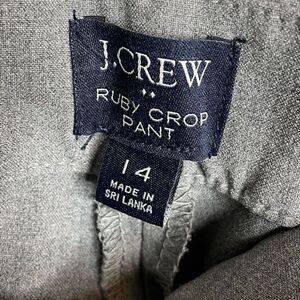 J.CREW
RUBY CROP
PANT
14
MADE IN
SRI LANKA